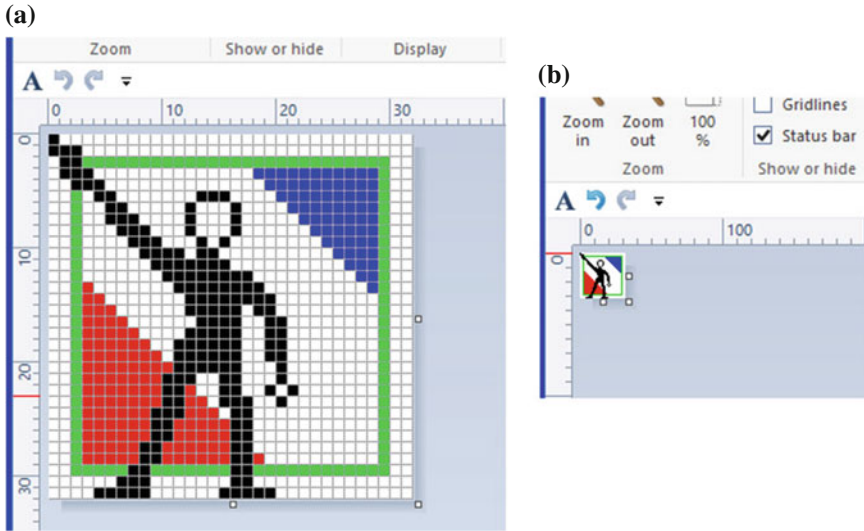 (a)
Zoom
Show or hide
Display
A
0 10 20 30
0
10
20
30
(b)
Zoom in
Zoom out
100 %
Gridlines
Status bar
Zoom
Show or hide
A
0 100
0